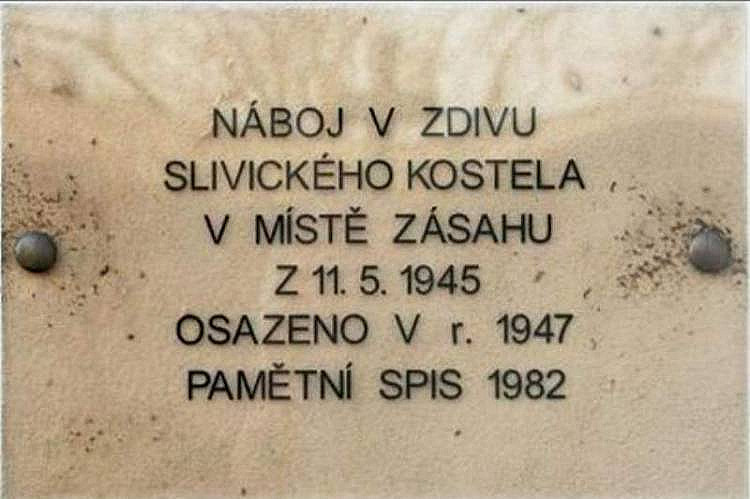 NÁBOJ V ZDIVU
SLIVICKÉHO KOSTELA
V MÍSTĚ ZÁSAHU
Z 11. 5. 1945
OSAZENO V r. 1947
PAMĚTNÍ SPIS 1982